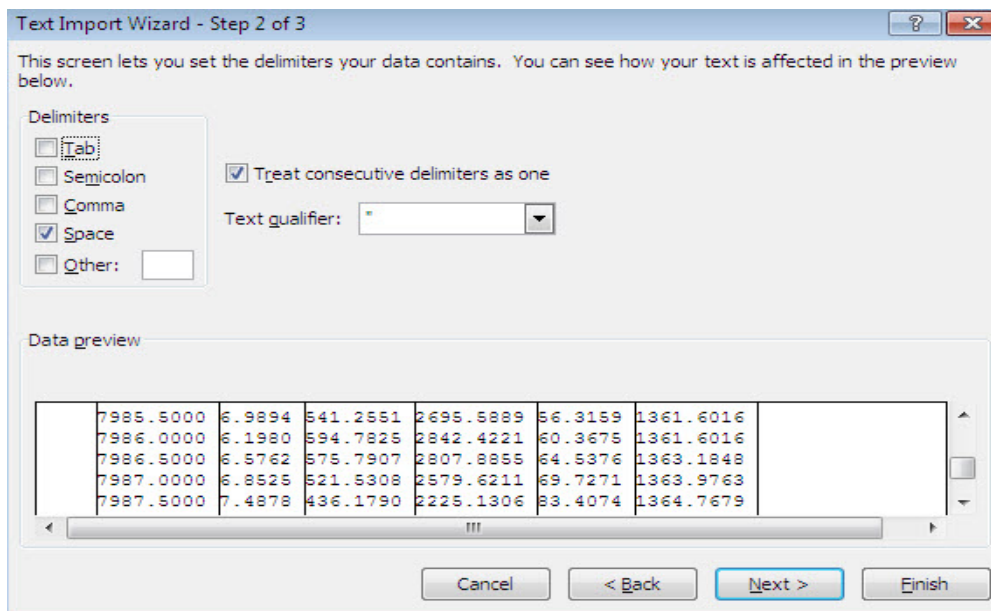 Text Import Wizard - Step 2 of 3
This screen lets you set the delimiters your data contains.  You can see how your text is affected in the preview
below.
Delimiters
Tab
Semicolon
Comma
Space
Other:
Treat consecutive delimiters as one
Text qualifier: "
Data preview
7985.5000 6.9894 541.2551 2695.5889 56.3159 1361.6016
7986.0000 6.1980 594.7825 2842.4221 60.3675 1361.6016
7986.5000 6.5762 575.7907 2807.8855 64.5376 1363.1848
7987.0000 6.8525 521.5308 2579.6211 69.7271 1363.9763
7987.5000 7.4878 436.1790 2225.1306 83.4074 1364.7679
Cancel < Back Next > Finish